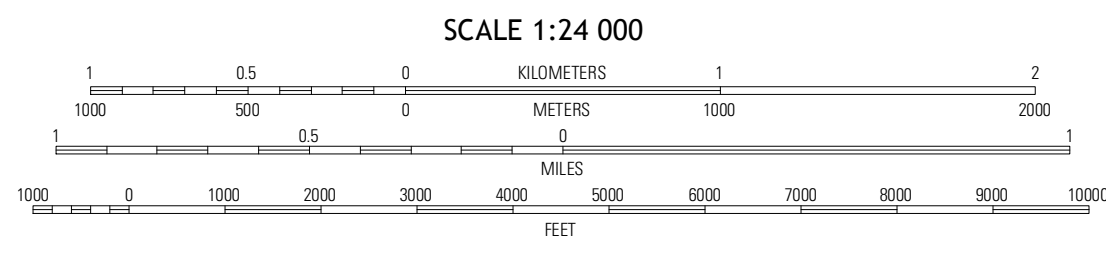 SCALE 1:24 000
1 0.5 0 KILOMETERS 1 2
1000 500 0 METERS 1000 2000
1 0.5 0 1
MILES
1000 0 1000 2000 3000 4000 5000 6000 7000 8000 9000 10000
FEET